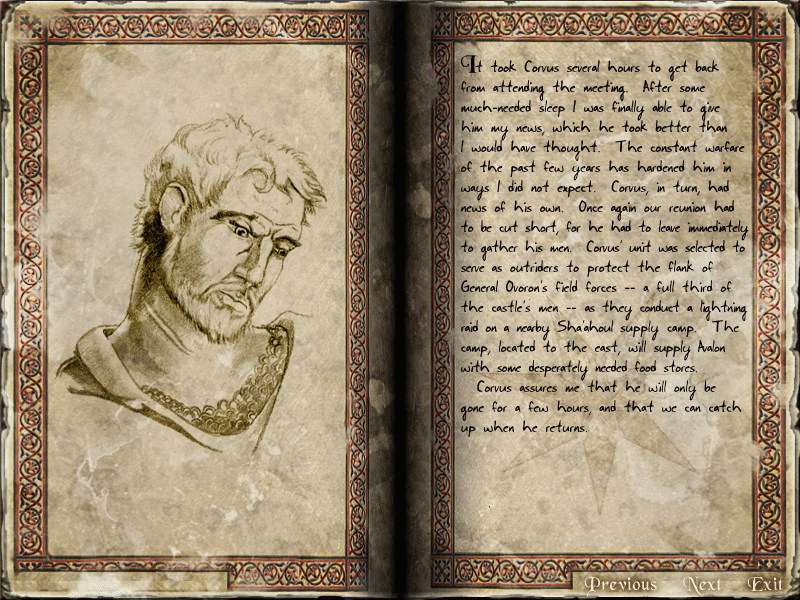 It took Corvus several hours to get back
from attending the meeting. After some
much-needed sleep I was finally able to give
him my news, which he took better than
I would have thought. The constant warfare
of the past few years has hardened him in
ways I did not expect. Corvus, in turn, had
news of his own. Once again our reunion had
to be cut short, for he had to leave immediately
to gather his men. Corvus' unit was selected to
serve as outriders to protect the flank of
General Ovoron's field forces -- a full third of
the castle's men -- as they conduct a lightning
raid on a nearby Sha'ahoul supply camp. The
camp, located to the east, will supply Avalon
with some desperately needed food stores.
Corvus assures me that he will only be
gone for a few hours, and that we can catch
up when he returns.
Previous Next Exit